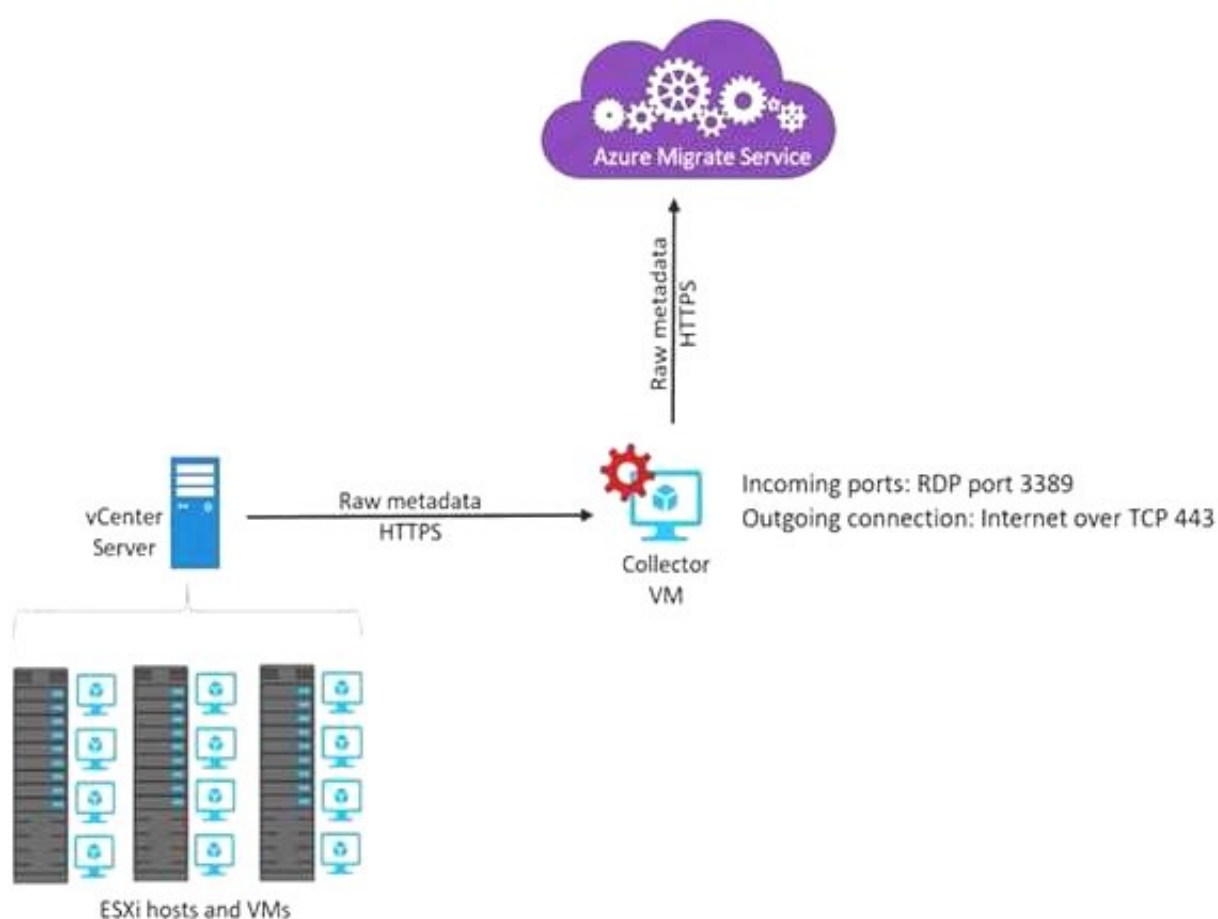 Azure Migrate Service
Raw metadata
HTTPS
vCenter
Server
Raw metadata
HTTPS
Collector
VM
Incoming ports: RDP port 3389
Outgoing connection: Internet over TCP 443
ESXi hosts and VMs